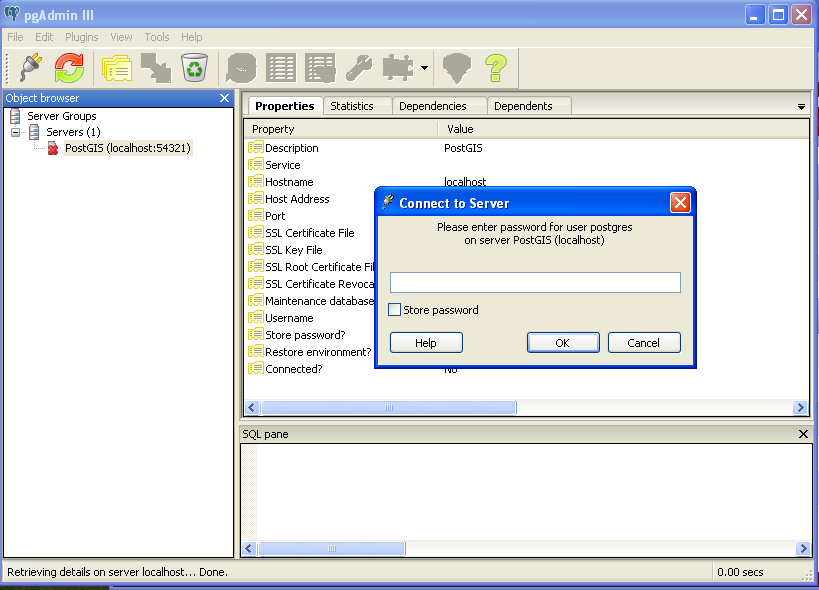 pgAdmin III
File Edit Plugins View Tools Help
Object browser
Server Groups
Servers (1)
PostGIS (localhost:54321)
Properties Statistics Dependencies Dependents
Property Value
Description PostGIS
Service
Hostname localhost
Host Address
Port
SSL Certificate File
SSL Key File
SSL Root Certificate Fil
SSL Certificate Revoca
Maintenance database
Username
Store password?
Restore environment?
Connected? No
Connect to Server
Please enter password for user postgres
on server PostGIS (localhost)
Store password
Help OK Cancel
SQL pane
Retrieving details on server localhost... Done. 0.00 secs